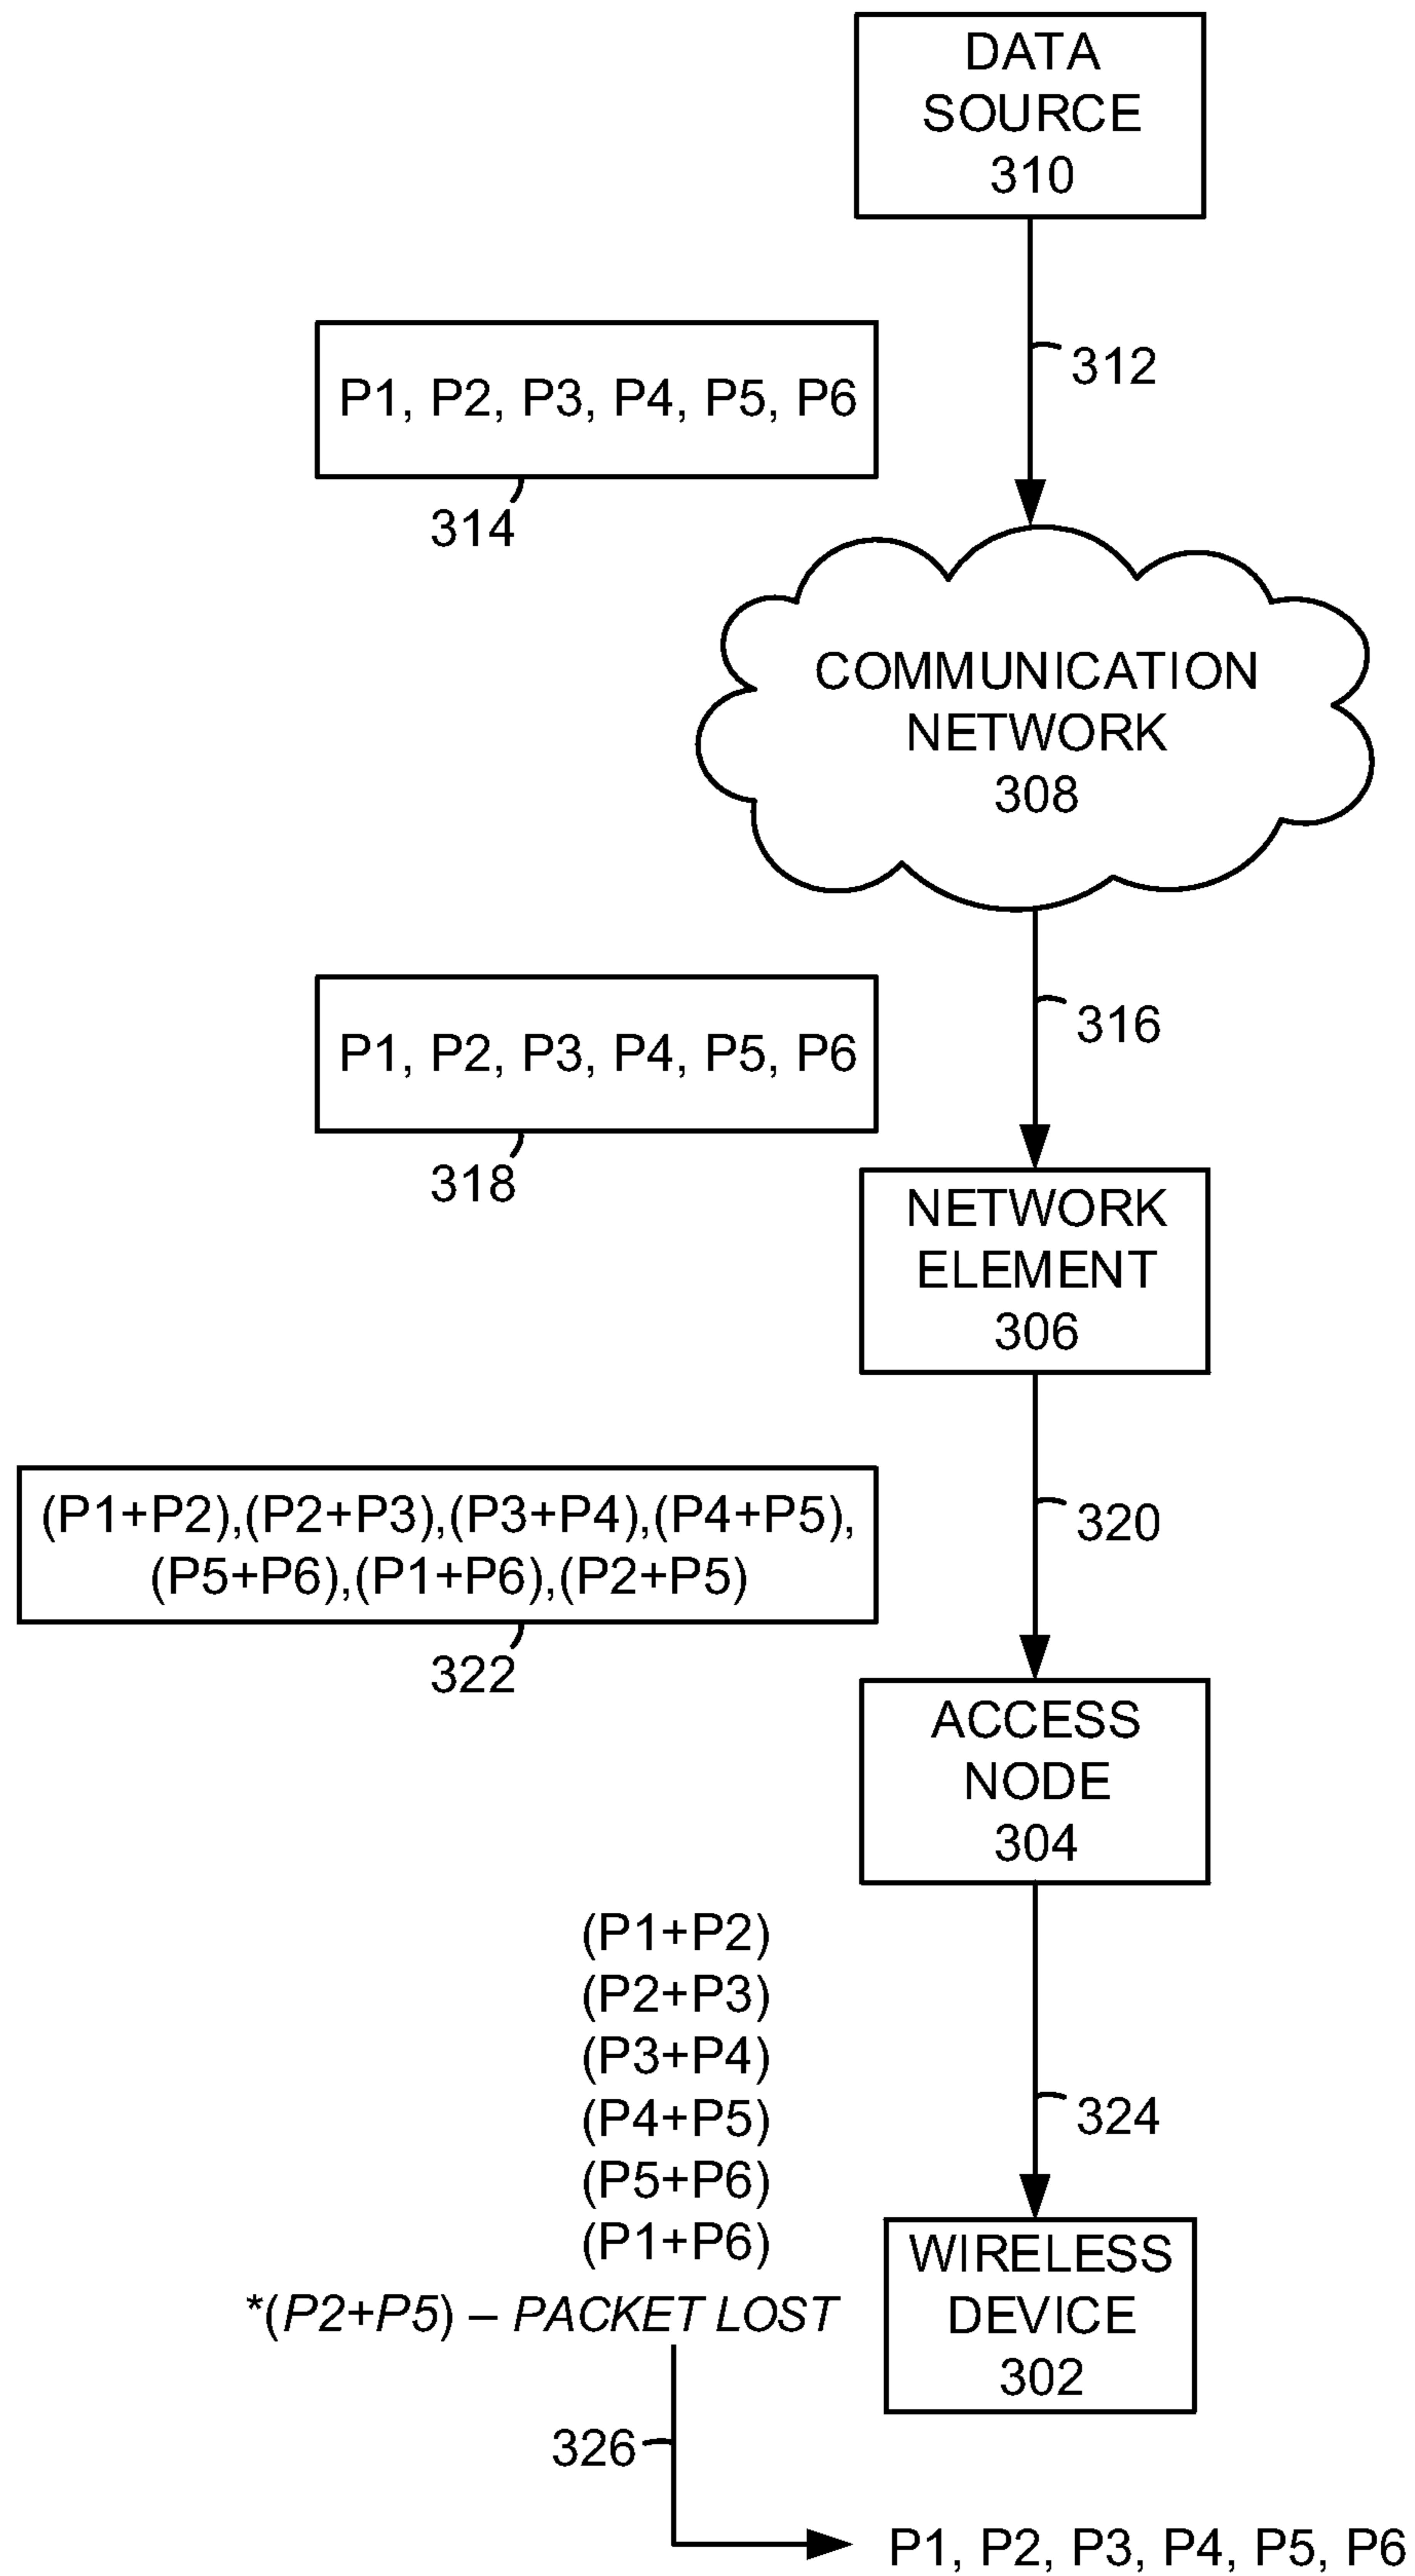 DATA
SOURCE
310
312
P1, P2, P3, P4, P5, P6
314
COMMUNICATION
NETWORK
308
316
P1, P2, P3, P4, P5, P6
318
NETWORK
ELEMENT
306
320
(P1+P2),(P2+P3),(P3+P4),(P4+P5),
(P5+P6),(P1+P6),(P2+P5)
322
ACCESS
NODE
304
324
(P1+P2)
(P2+P3)
(P3+P4)
(P4+P5)
(P5+P6)
(P1+P6)
*(P2+P5) – PACKET LOST
WIRELESS
DEVICE
302
326
P1, P2, P3, P4, P5, P6